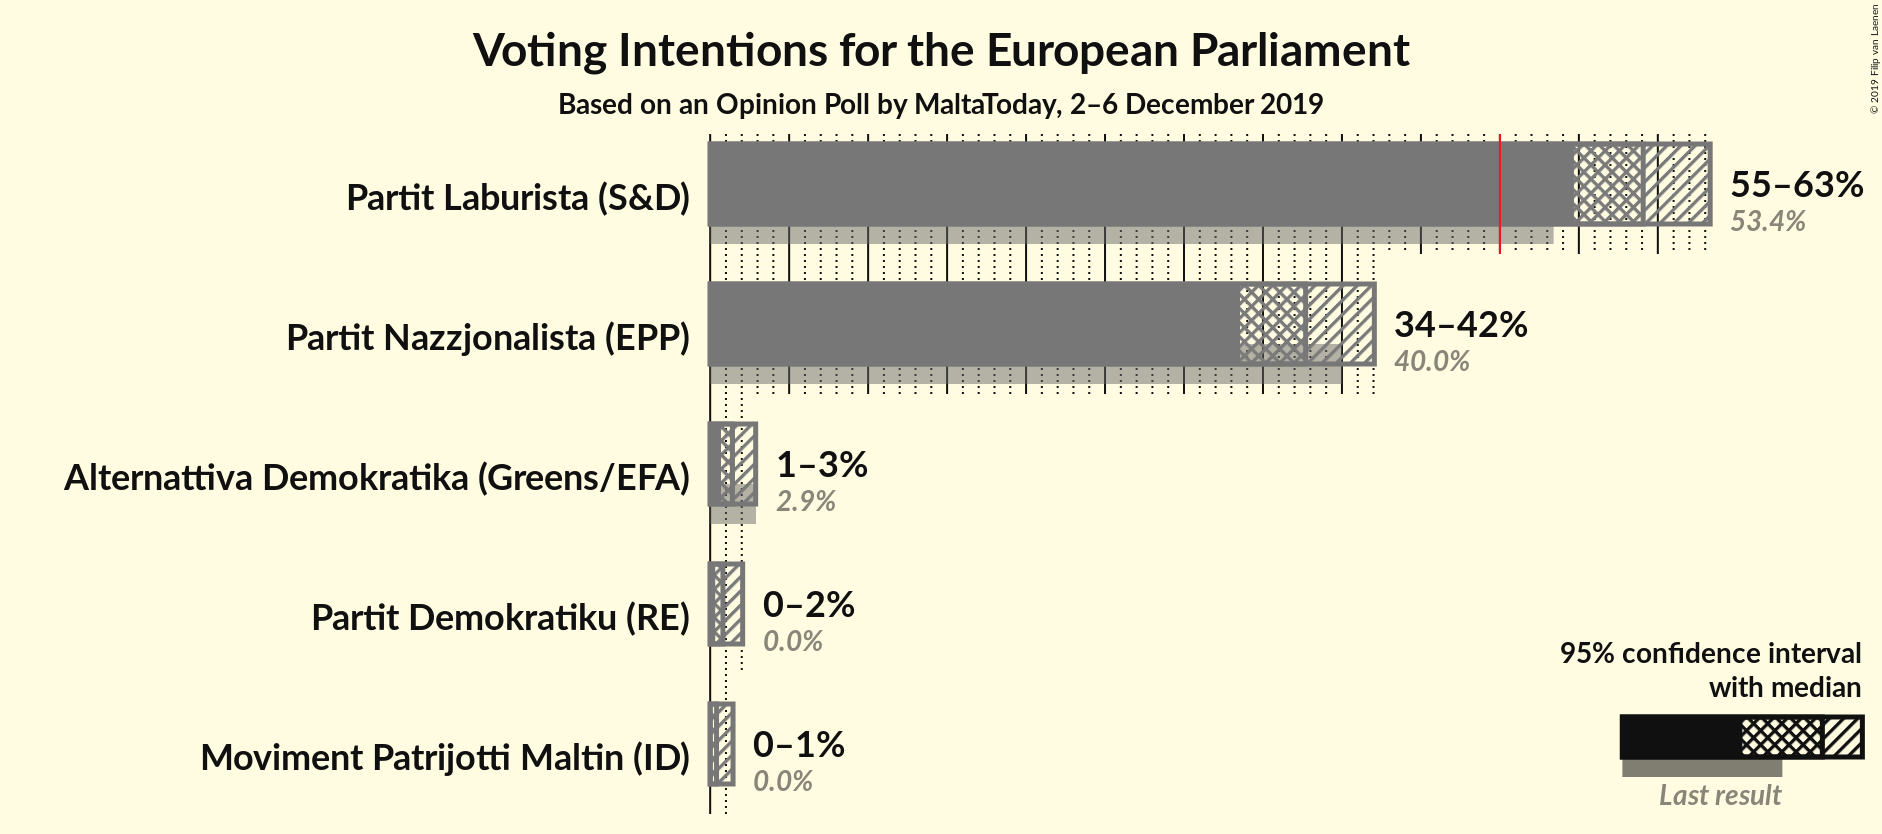 Voting Intentions for the European Parliament
Based on an Opinion Poll by MaltaToday, 2–6 December 2019
© 2019 Filip van Laenen
Partit Laburista (S&D)
55–63%
53.4%
Partit Nazzjonalista (EPP)
34–42%
40.0%
Alternattiva Demokratika (Greens/EFA)
1–3%
2.9%
Partit Demokratiku (RE)
0–2%
0.0%
Moviment Patrijotti Maltin (ID)
0–1%
0.0%
95% confidence interval
with median
Last result